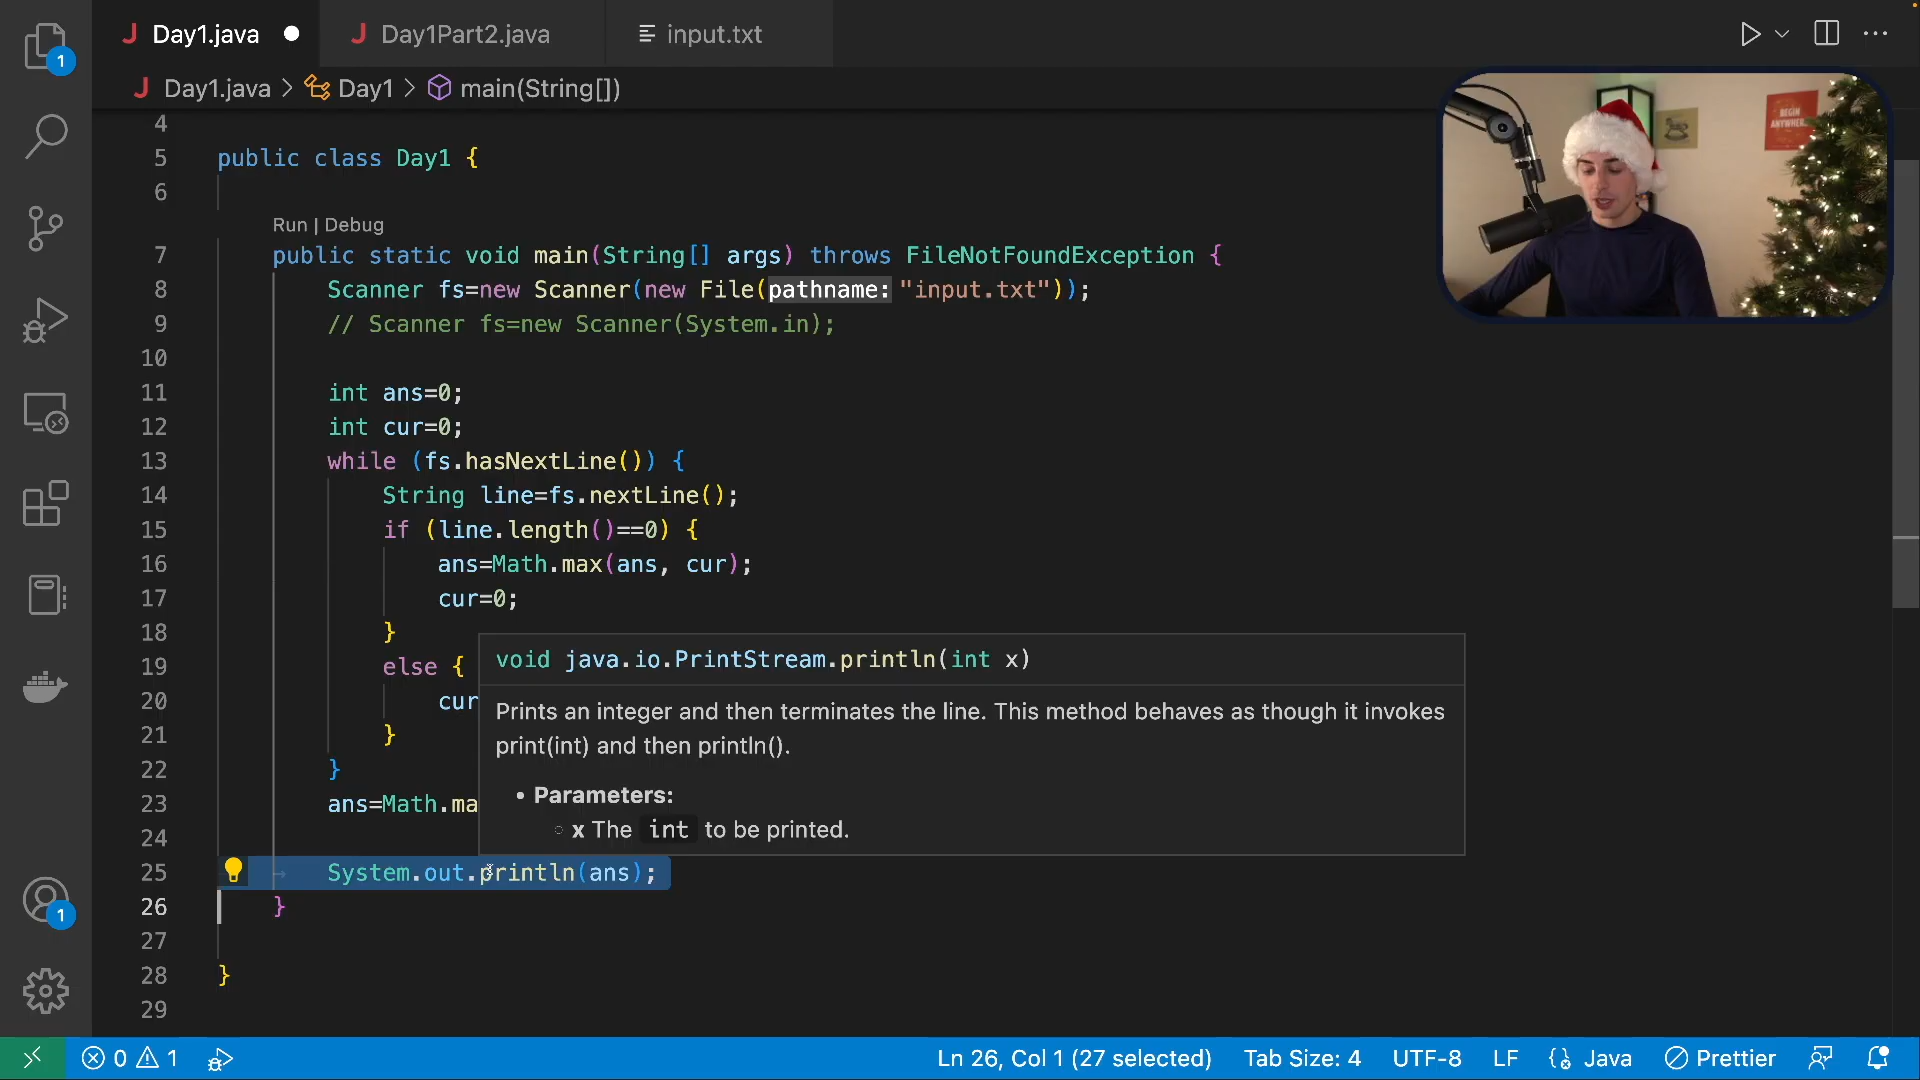 Day1.java
Day1Part2.java
input.txt
1
Day1.java > Day1 > main(String[])
BEGIN
ANYWHERE.
4
5 public class Day1 {
6
Run | Debug
7 public static void main(String[] args) throws FileNotFoundException {
8 Scanner fs=new Scanner(new File(pathname: "input.txt"));
9 // Scanner fs=new Scanner(System.in);
10
11 int ans=0;
12 int cur=0;
13 while (fs.hasNextLine()) {
14 String line=fs.nextLine();
15 if (line.length()==0) {
16 ans=Math.max(ans, cur);
17 cur=0;
18 }
19 else {
20 cur
21 }
22 }
23 ans=Math.ma
24
25 System.out.println(ans);
26 }
27
28 }
29
void java.io.PrintStream.println(int x)
Prints an integer and then terminates the line. This method behaves as though it invokes
print(int) and then println().
• Parameters:
○ x The int to be printed.
1
0 1 Ln 26, Col 1 (27 selected) Tab Size: 4 UTF-8 LF {} Java Prettier